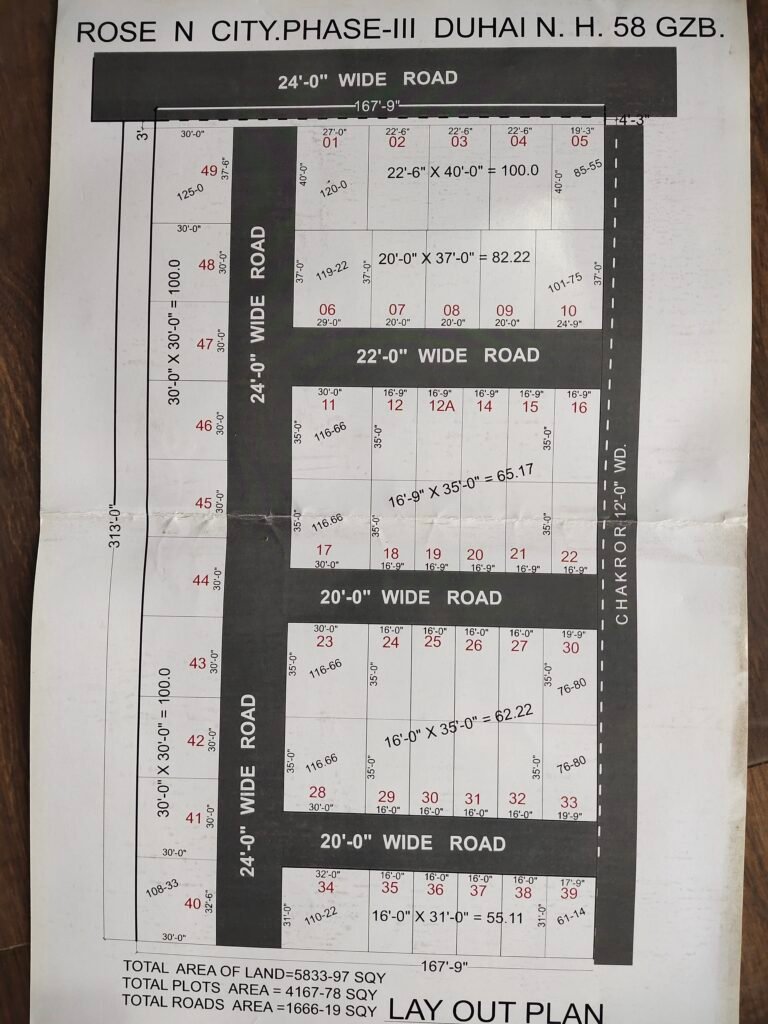 ROSE N CITY.PHASE-III DUHAI N. H. 58 GZB.
24'-0" WIDE ROAD
167'-9"
4'-3"
3'-
30'-0"
49
37'-6"
125-0
30'-0"
48
30'-0"
30'-0" X 30'-0" = 100.0
47
30'-0"
46
30'-0"
45
30'-0"
313'-0"
44
30'-0"
43
30'-0"
30'-0" X 30'-0" = 100.0
42
30'-0"
41
30'-0"
30'-0"
108-33
40
32'-6"
30'-0"
24'-0" WIDE ROAD
24'-0" WIDE ROAD
27'-0" 22'-6" 22'-6" 22'-6" 19'-3"
01 02 03 04 05
40'-0" 120-0 22'-6" X 40'-0" = 100.0 40'-0" 85-55
37'-0" 119-22 37'-0" 20'-0" X 37'-0" = 82.22 101-75 37'-0"
06 07 08 09 10
29'-0" 20'-0" 20'-0" 20'-0" 24'-9"
22'-0" WIDE ROAD
30'-0" 16'-9" 16'-9" 16'-9" 16'-9" 16'-9"
11 12 12A 14 15 16
35'-0" 116-66 35'-0" 35'-0"
16'-9" X 35'-0" = 65.17
35'-0" 116.66 35'-0" 35'-0"
17 18 19 20 21 22
30'-0" 16'-9" 16'-9" 16'-9" 16'-9" 16'-9"
20'-0" WIDE ROAD
30'-0" 16'-0" 16'-0" 16'-0" 16'-0" 19'-9"
23 24 25 26 27 30
35'-0" 116-66 35'-0" 35'-0" 76-80
16'-0" X 35'-0" = 62.22
35'-0" 116.66 35'-0" 35'-0" 76-80
28 29 30 31 32 33
30'-0" 16'-0" 16'-0" 16'-0" 16'-0" 19'-9"
20'-0" WIDE ROAD
32'-0" 16'-0" 16'-0" 16'-0" 16'-0" 17'-9"
34 35 36 37 38 39
31'-0" 110-22 16'-0" X 31'-0" = 55.11 31'-0" 61-14
CHAKROR 12'-0" WD.
167'-9"
TOTAL AREA OF LAND=5833-97 SQY
TOTAL PLOTS AREA = 4167-78 SQY
TOTAL ROADS AREA =1666-19 SQY
LAY OUT PLAN